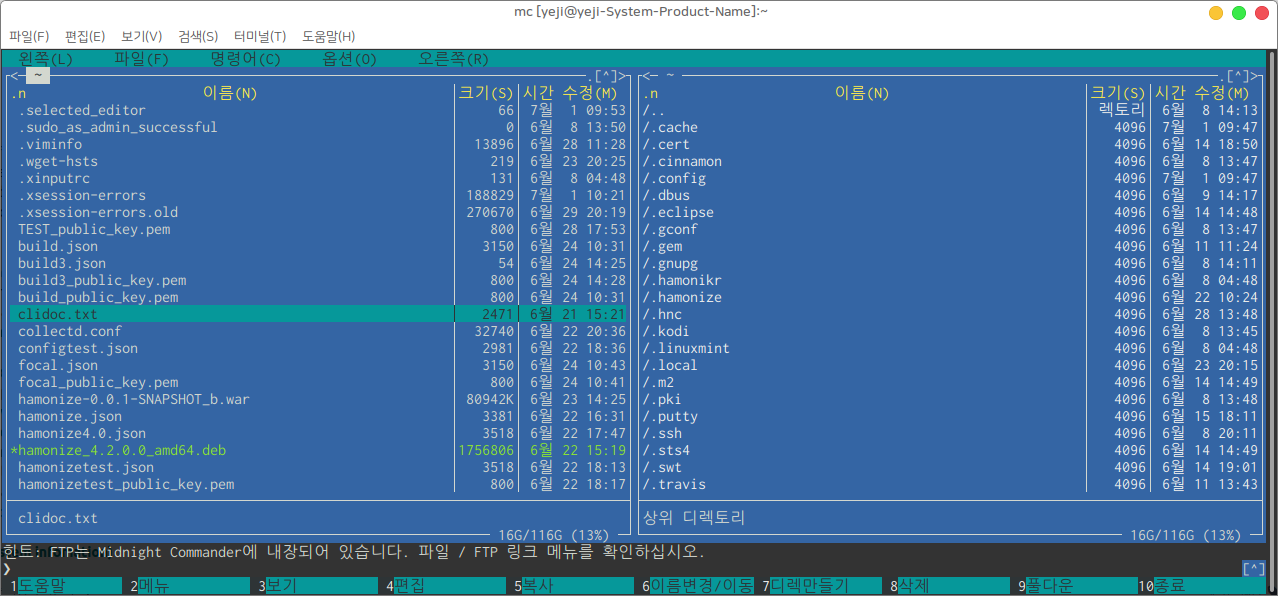 mc [yeji@yeji-System-Product-Name]:~
파일(F) 편집(E) 보기(V) 검색(S) 터미널(T) 도움말(H)
왼쪽(L) 파일(F) 명령어(C) 옵션(O) 오른쪽(R)
<- ~ .[^]>
.n 이름(N) 크기(S) 시간 수정(M)
.selected_editor 66 7월 1 09:53
.sudo_as_admin_successful 0 6월 8 13:50
.viminfo 13896 6월 28 11:28
.wget-hsts 219 6월 23 20:25
.xinputrc 131 6월 8 04:48
.xsession-errors 188829 7월 1 10:21
.xsession-errors.old 270670 6월 29 20:19
TEST_public_key.pem 800 6월 28 17:53
build.json 3150 6월 24 10:31
build3.json 54 6월 24 14:25
build3_public_key.pem 800 6월 24 14:28
build_public_key.pem 800 6월 24 10:31
clidoc.txt 2471 6월 21 15:21
collectd.conf 32740 6월 22 20:36
configtest.json 2981 6월 22 18:36
focal.json 3150 6월 24 10:43
focal_public_key.pem 800 6월 24 10:41
hamonize-0.0.1-SNAPSHOT_b.war 80942K 6월 23 14:25
hamonize.json 3381 6월 22 16:31
hamonize4.0.json 3518 6월 22 17:47
*hamonize_4.2.0.0_amd64.deb 1756806 6월 22 15:19
hamonizetest.json 3518 6월 22 18:13
hamonizetest_public_key.pem 800 6월 22 18:17
clidoc.txt
16G/116G (13%)
<- ~ .[^]>
.n 이름(N) 크기(S) 시간 수정(M)
/.. 렉토리 6월 8 14:13
/.cache 4096 7월 1 09:47
/.cert 4096 6월 14 18:50
/.cinnamon 4096 6월 8 13:47
/.config 4096 7월 1 09:47
/.dbus 4096 6월 9 14:17
/.eclipse 4096 6월 14 14:48
/.gconf 4096 6월 8 13:47
/.gem 4096 6월 11 11:24
/.gnupg 4096 6월 8 14:11
/.hamonikr 4096 6월 8 04:48
/.hamonize 4096 6월 22 10:24
/.hnc 4096 6월 28 13:48
/.kodi 4096 6월 8 13:45
/.linuxmint 4096 6월 8 04:48
/.local 4096 6월 23 20:15
/.m2 4096 6월 14 14:49
/.pki 4096 6월 8 13:48
/.putty 4096 6월 15 18:11
/.ssh 4096 6월 8 20:11
/.sts4 4096 6월 14 14:49
/.swt 4096 6월 14 19:01
/.travis 4096 6월 11 13:43
상위 디렉토리
16G/116G (13%)
힌트: FTP는 Midnight Commander에 내장되어 있습니다. 파일 / FTP 링크 메뉴를 확인하십시오.
❯ [^]
1도움말 2메뉴 3보기 4편집 5복사 6이름변경/이동 7디렉만들기 8삭제 9풀다운 10종료